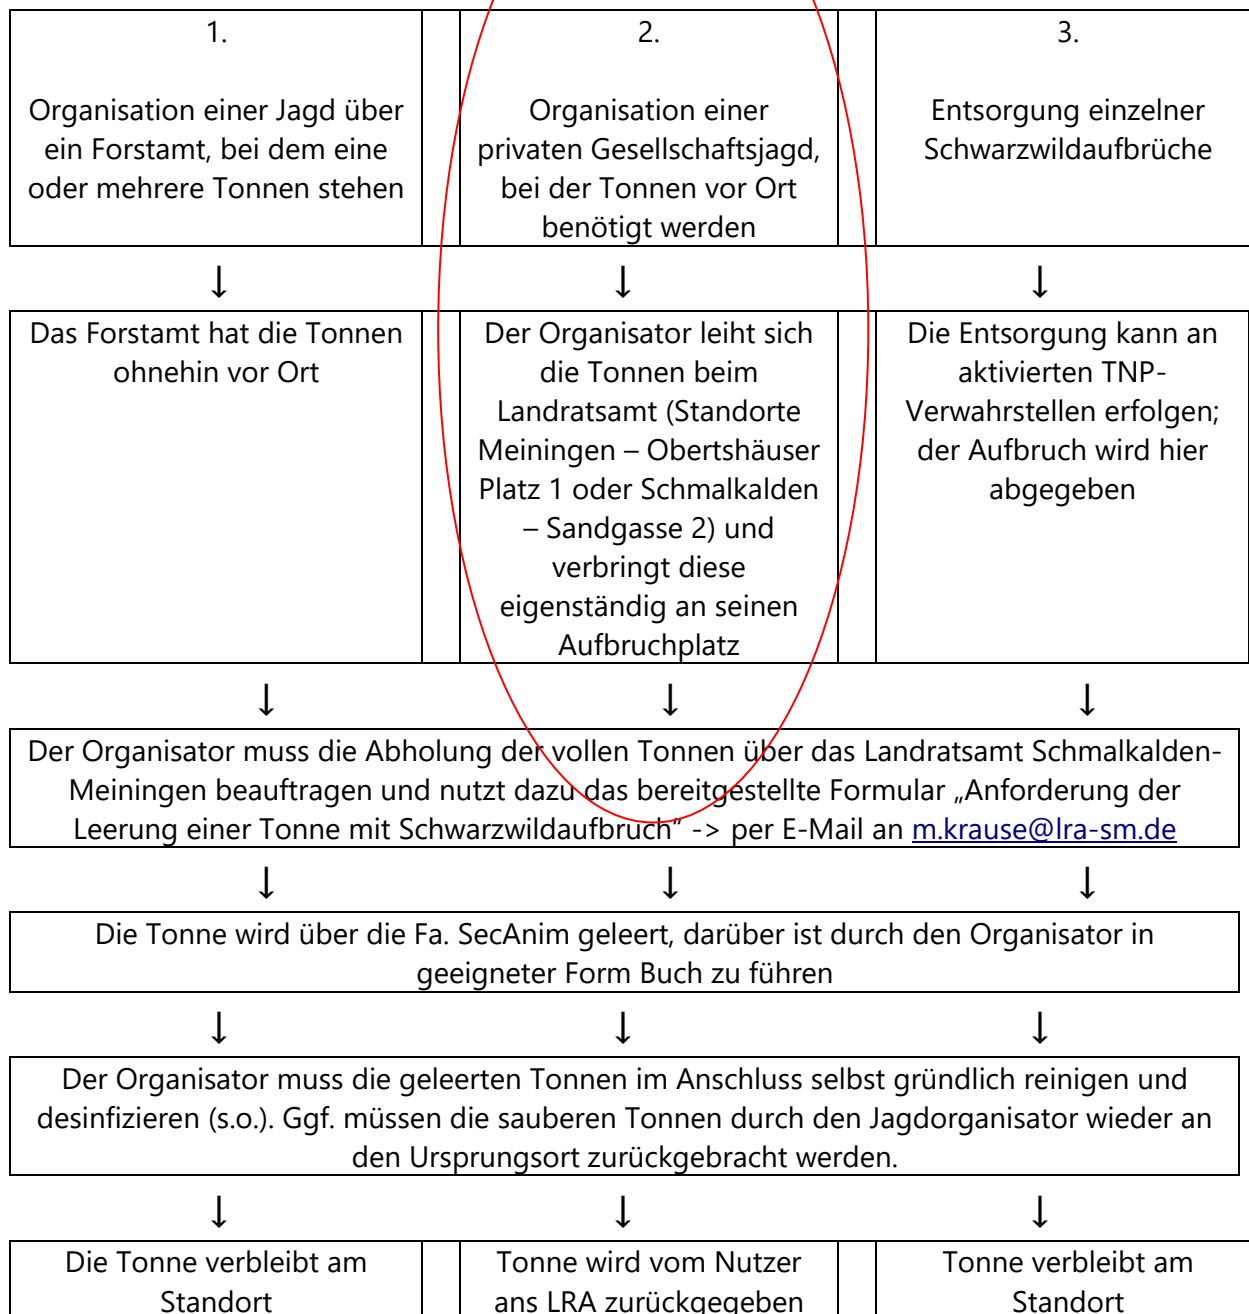 1.
Organisation einer Jagd über
ein Forstamt, bei dem eine
oder mehrere Tonnen stehen
2.
Organisation einer
privaten Gesellschaftsjagd,
bei der Tonnen vor Ort
benötigt werden
3.
Entsorgung einzelner
Schwarzwildaufbrüche
↓ ↓ ↓
Das Forstamt hat die Tonnen
ohnehin vor Ort
Der Organisator leiht sich
die Tonnen beim
Landratsamt (Standorte
Meiningen – Obertshäuser
Platz 1 oder Schmalkalden
– Sandgasse 2) und
verbringt diese
eigenständig an seinen
Aufbruchplatz
Die Entsorgung kann an
aktivierten TNP-
Verwahrstellen erfolgen;
der Aufbruch wird hier
abgegeben
↓ ↓ ↓
Der Organisator muss die Abholung der vollen Tonnen über das Landratsamt Schmalkalden-
Meiningen beauftragen und nutzt dazu das bereitgestellte Formular „Anforderung der
Leerung einer Tonne mit Schwarzwildaufbruch“ -> per E-Mail an m.krause@lra-sm.de
↓ ↓ ↓
Die Tonne wird über die Fa. SecAnim geleert, darüber ist durch den Organisator in
geeigneter Form Buch zu führen
↓ ↓ ↓
Der Organisator muss die geleerten Tonnen im Anschluss selbst gründlich reinigen und
desinfizieren (s.o.). Ggf. müssen die sauberen Tonnen durch den Jagdorganisator wieder an
den Ursprungsort zurückgebracht werden.
↓ ↓ ↓
Die Tonne verbleibt am
Standort
Tonne wird vom Nutzer
ans LRA zurückgegeben
Tonne verbleibt am
Standort